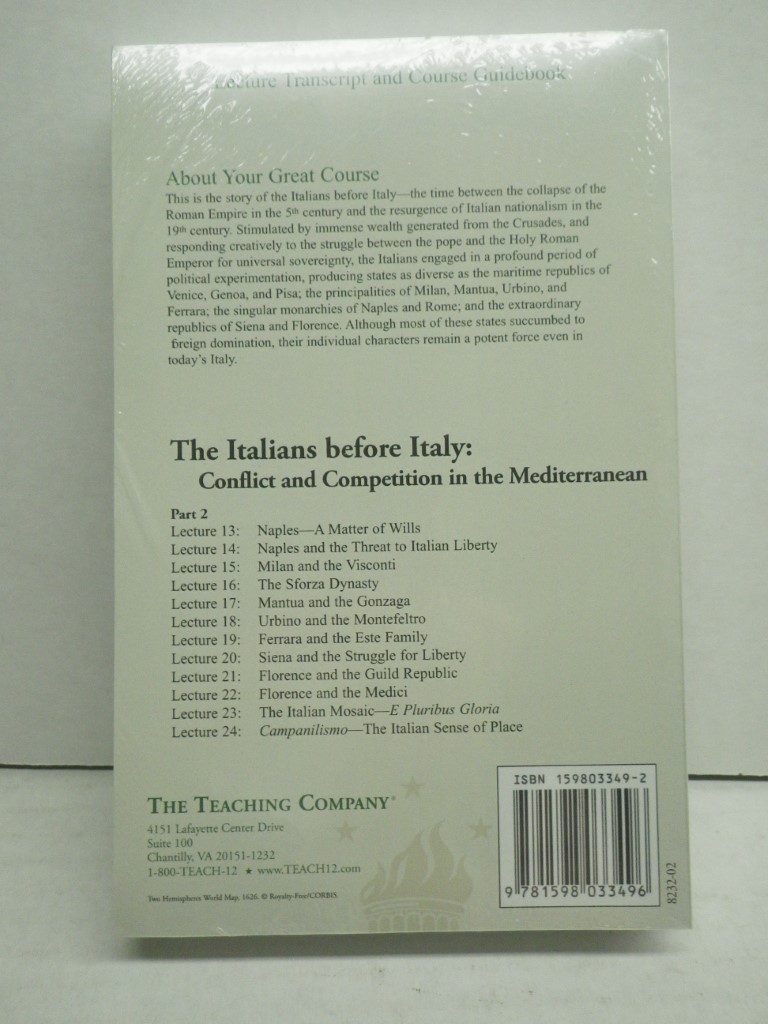 Lecture Transcript and Course Guidebook
About Your Great Course
This is the story of the Italians before Italy—the time between the collapse of the
Roman Empire in the 5th century and the resurgence of Italian nationalism in the
19th century. Stimulated by immense wealth generated from the Crusades, and
responding creatively to the struggle between the pope and the Holy Roman
Emperor for universal sovereignty, the Italians engaged in a profound period of
political experimentation, producing states as diverse as the maritime republics of
Venice, Genoa, and Pisa; the principalities of Milan, Mantua, Urbino, and
Ferrara; the singular monarchies of Naples and Rome; and the extraordinary
republics of Siena and Florence. Although most of these states succumbed to
foreign domination, their individual characters remain a potent force even in
today's Italy.
The Italians before Italy:
Conflict and Competition in the Mediterranean
Part 2
Lecture 13: Naples—A Matter of Wills
Lecture 14: Naples and the Threat to Italian Liberty
Lecture 15: Milan and the Visconti
Lecture 16: The Sforza Dynasty
Lecture 17: Mantua and the Gonzaga
Lecture 18: Urbino and the Montefeltro
Lecture 19: Ferrara and the Este Family
Lecture 20: Siena and the Struggle for Liberty
Lecture 21: Florence and the Guild Republic
Lecture 22: Florence and the Medici
Lecture 23: The Italian Mosaic—E Pluribus Gloria
Lecture 24: Campanilismo—The Italian Sense of Place
THE TEACHING COMPANY®
4151 Lafayette Center Drive
Suite 100
Chantilly, VA 20151-1232
1-800-TEACH-12 ★ www.TEACH12.com
Two Hemispheres World Map, 1626. © Royalty-Free/CORBIS.
ISBN 159803349-2
9 781598 033496
8232-02